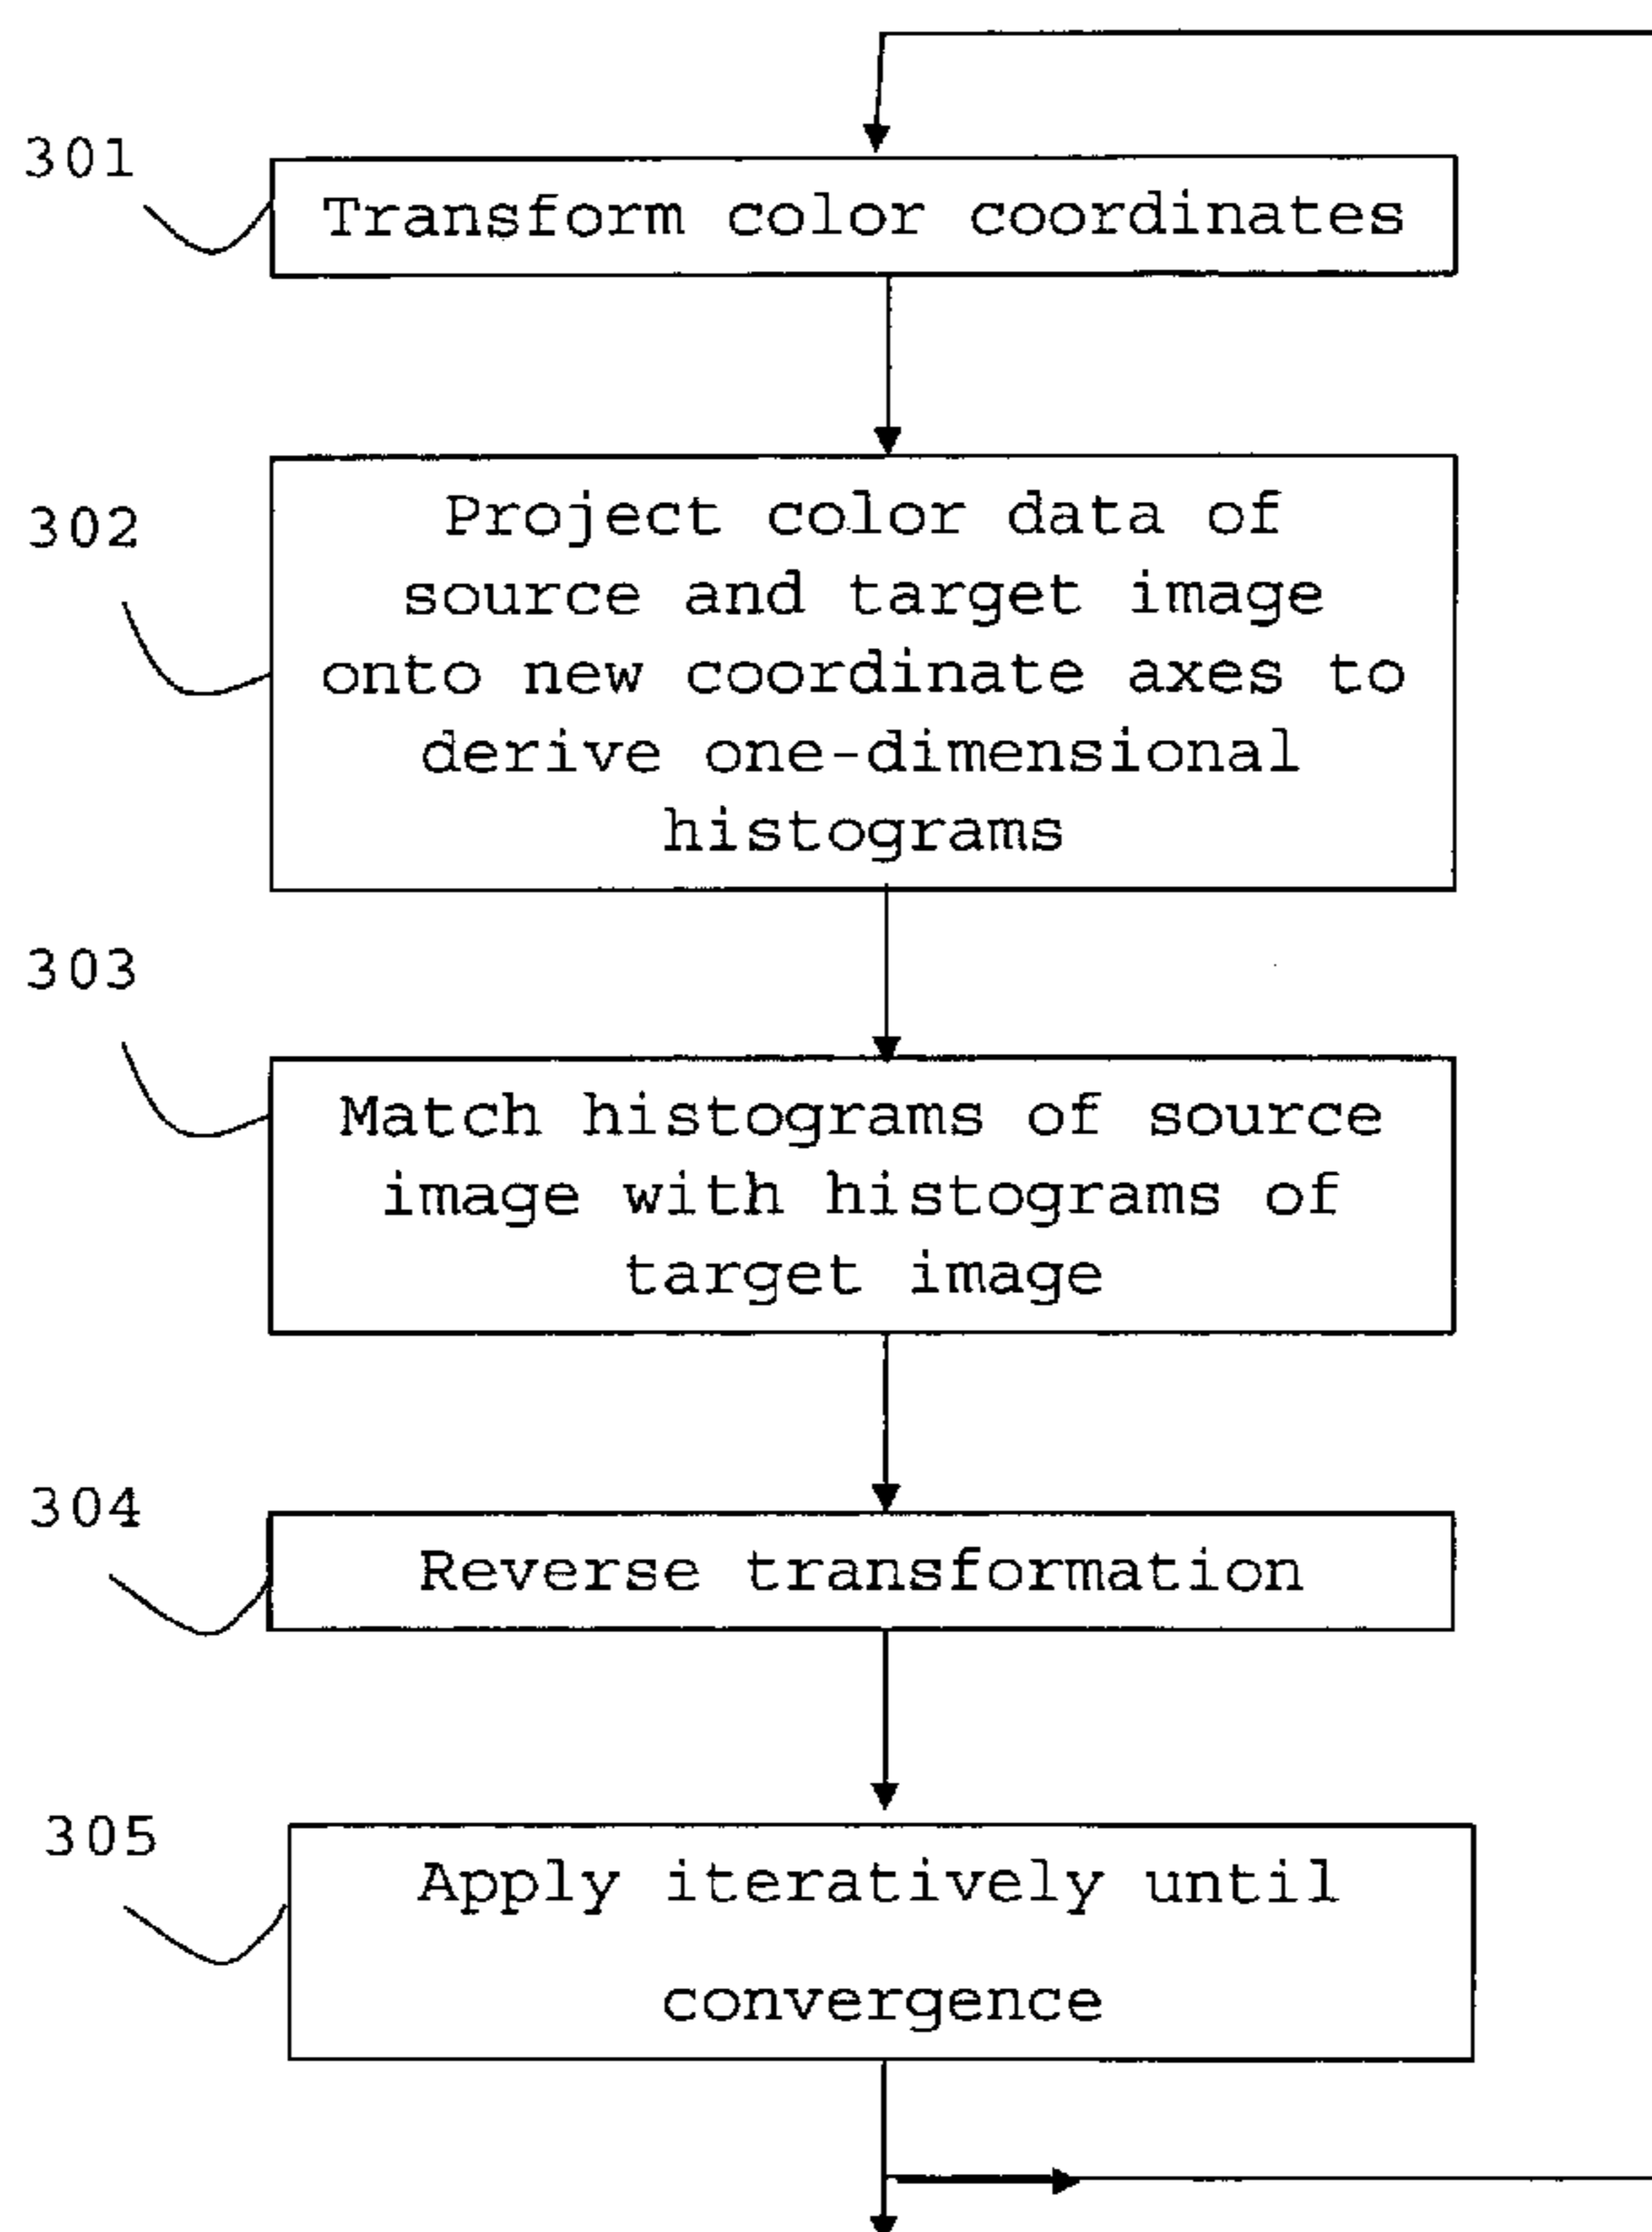 301
Transform color coordinates
302
Project color data of
source and target image
onto new coordinate axes to
derive one-dimensional
histograms
303
Match histograms of source
image with histograms of
target image
304
Reverse transformation
305
Apply iteratively until
convergence